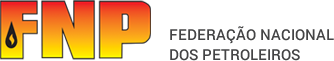 FNP
FEDERAÇÃO NACIONAL
DOS PETROLEIROS